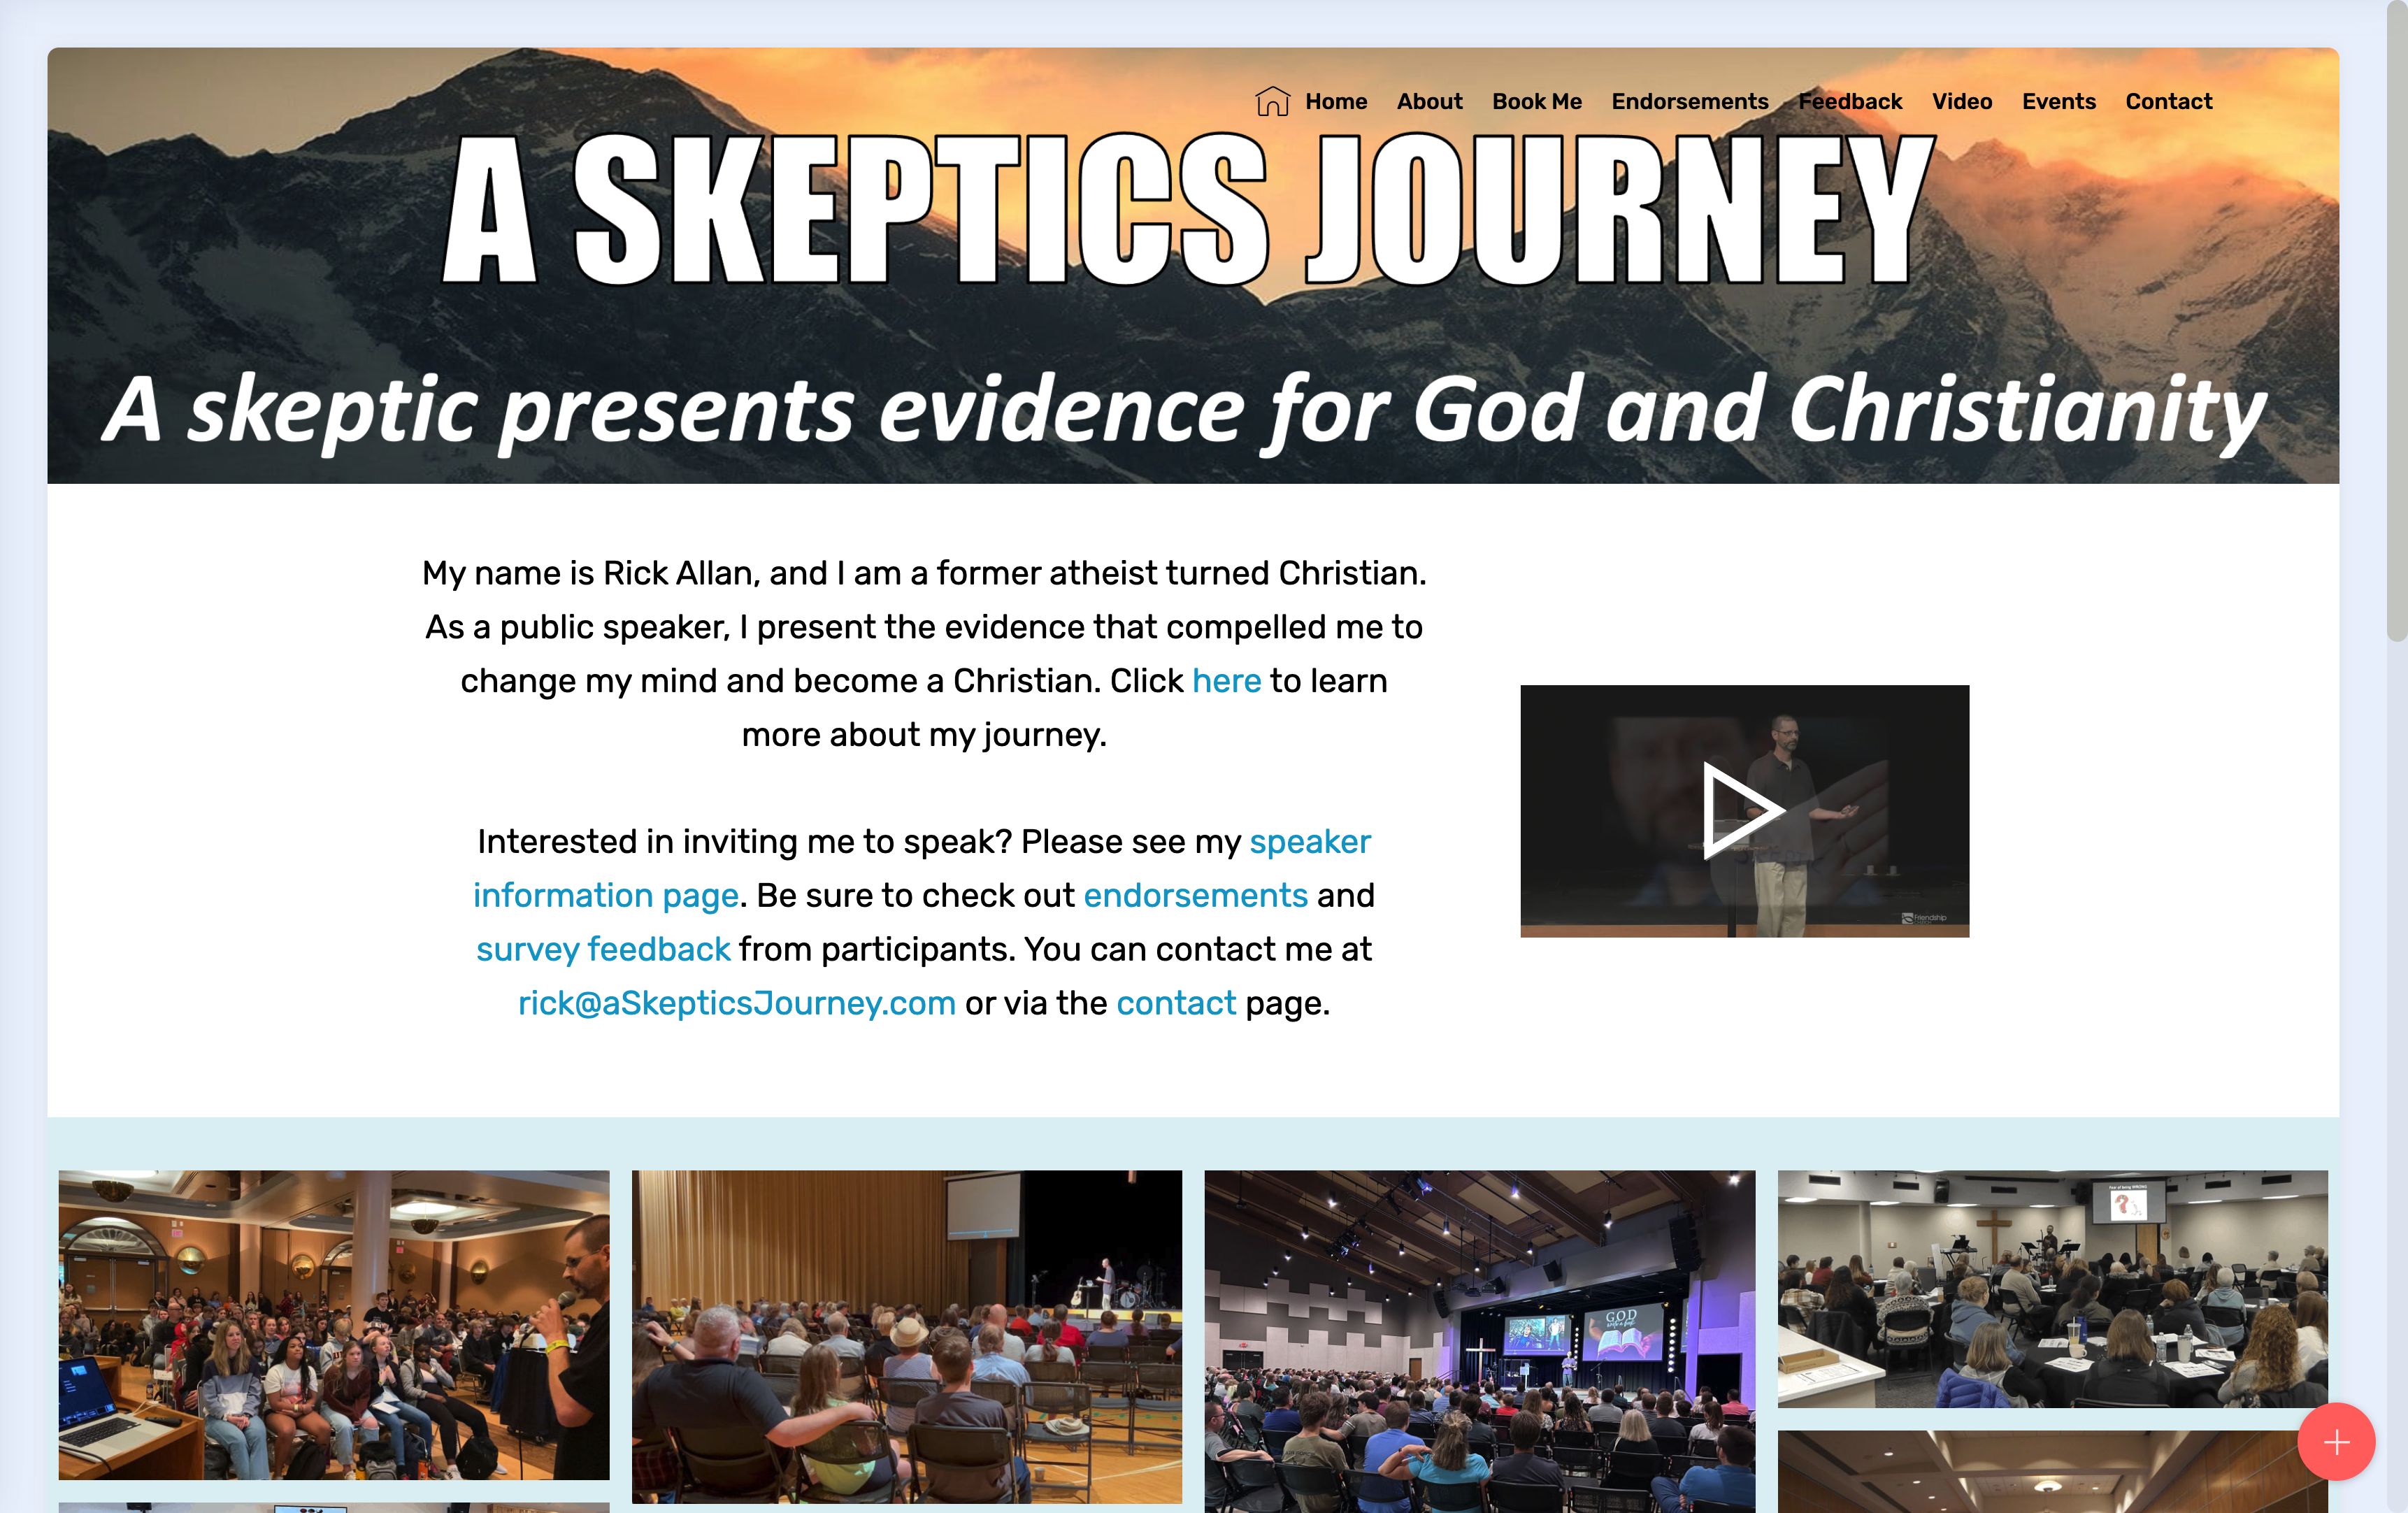 Home About Book Me Endorsements Feedback Video Events Contact
A SKEPTICS JOURNEY
A skeptic presents evidence for God and Christianity
My name is Rick Allan, and I am a former atheist turned Christian.
As a public speaker, I present the evidence that compelled me to
change my mind and become a Christian. Click here to learn
more about my journey.
Interested in inviting me to speak? Please see my speaker
information page. Be sure to check out endorsements and
survey feedback from participants. You can contact me at
rick@aSkepticsJourney.com or via the contact page.
Friendship
GOD